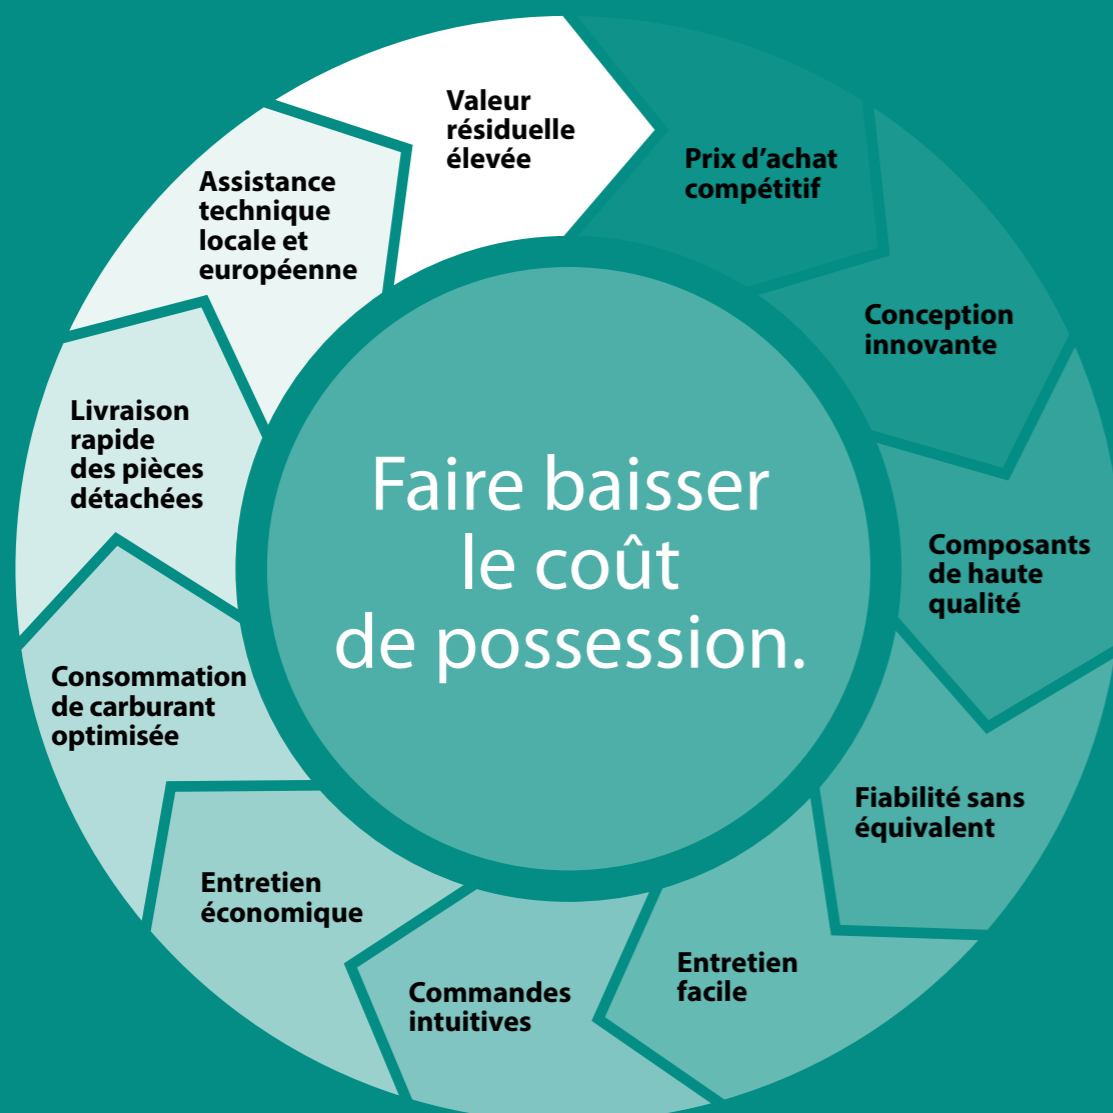 Valeur
résiduelle
élevée
Prix d’achat
compétitif
Conception
innovante
Composants
de haute
qualité
Fiabilité sans
équivalent
Entretien
facile
Commandes
intuitives
Entretien
économique
Consommation
de carburant
optimisée
Livraison
rapide
des pièces
détachées
Assistance
technique
locale et
européenne
Faire baisser
le coût
de possession.